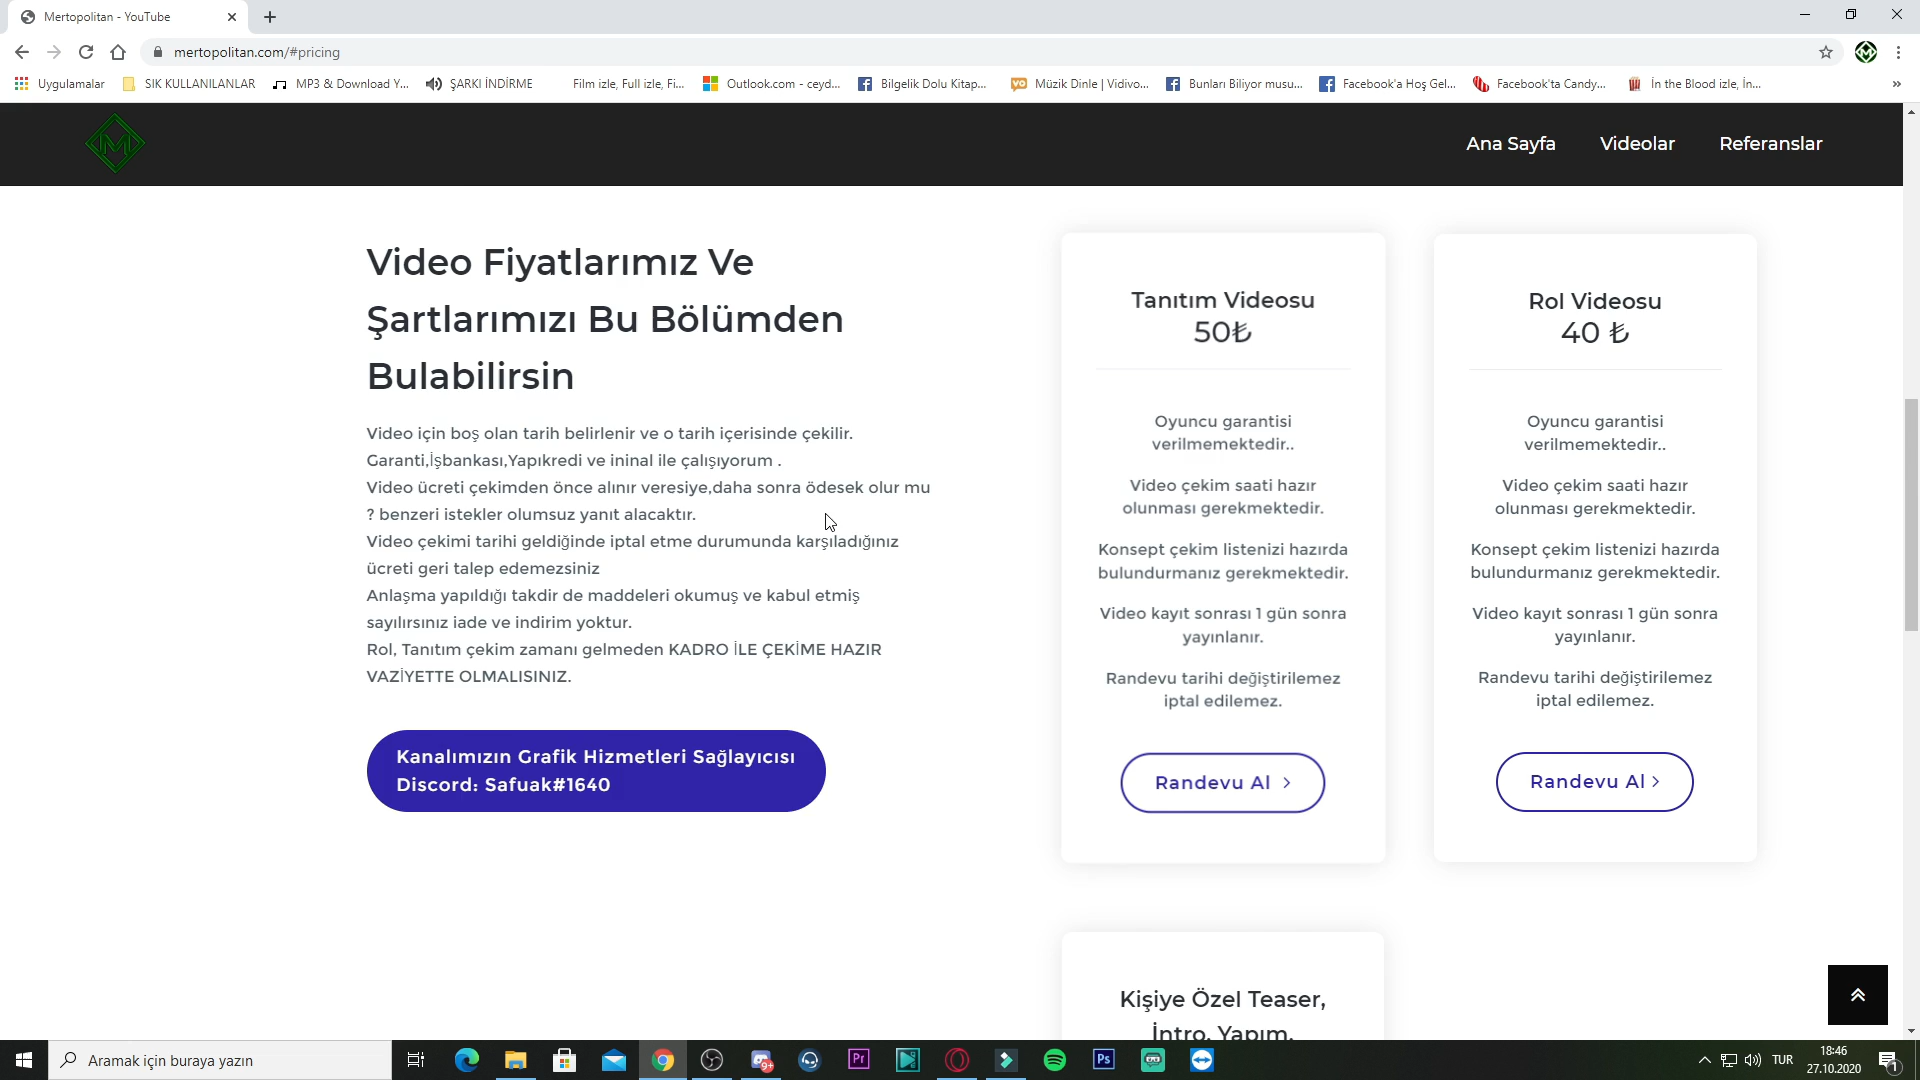 Mertopolitan - YouTube
mertopolitan.com/#pricing
Uygulamalar
SIK KULLANILANLAR
MP3 & Download Y...
ŞARKI İNDİRME
Film izle, Full izle, Fi...
Outlook.com - ceyd...
Bilgelik Dolu Kitap...
Müzik Dinle | Vidivo...
Bunları Biliyor musu...
Facebook'a Hoş Gel...
Facebook'ta Candy...
İn the Blood izle, İn...
Ana Sayfa
Videolar
Referanslar
Video Fiyatlarımız Ve
Şartlarımızı Bu Bölümden
Bulabilirsin
Video için boş olan tarih belirlenir ve o tarih içerisinde çekilir.
Garanti,İşbankası,Yapıkredi ve ininal ile çalışıyorum .
Video ücreti çekimden önce alınır veresiye,daha sonra ödesek olur mu
? benzeri istekler olumsuz yanıt alacaktır.
Video çekimi tarihi geldiğinde iptal etme durumunda karşıladığınız
ücreti geri talep edemezsiniz
Anlaşma yapıldığı takdir de maddeleri okumuş ve kabul etmiş
sayılırsınız iade ve indirim yoktur.
Rol, Tanıtım çekim zamanı gelmeden KADRO İLE ÇEKİME HAZIR
VAZİYETTE OLMALISINIZ.
Kanalımızın Grafik Hizmetleri Sağlayıcısı
Discord: Safuak#1640
Tanıtım Videosu
50₺
Oyuncu garantisi
verilmemektedir..
Video çekim saati hazır
olunması gerekmektedir.
Konsept çekim listenizi hazırda
bulundurmanız gerekmektedir.
Video kayıt sonrası 1 gün sonra
yayınlanır.
Randevu tarihi değiştirilemez
iptal edilemez.
Randevu Al >
Rol Videosu
40 ₺
Oyuncu garantisi
verilmemektedir..
Video çekim saati hazır
olunması gerekmektedir.
Konsept çekim listenizi hazırda
bulundurmanız gerekmektedir.
Video kayıt sonrası 1 gün sonra
yayınlanır.
Randevu tarihi değiştirilemez
iptal edilemez.
Randevu Al >
Kişiye Özel Teaser,
İntro, Yapım,
Aramak için buraya yazın
9+
Pr
Ps
TUR
18:46
27.10.2020
1